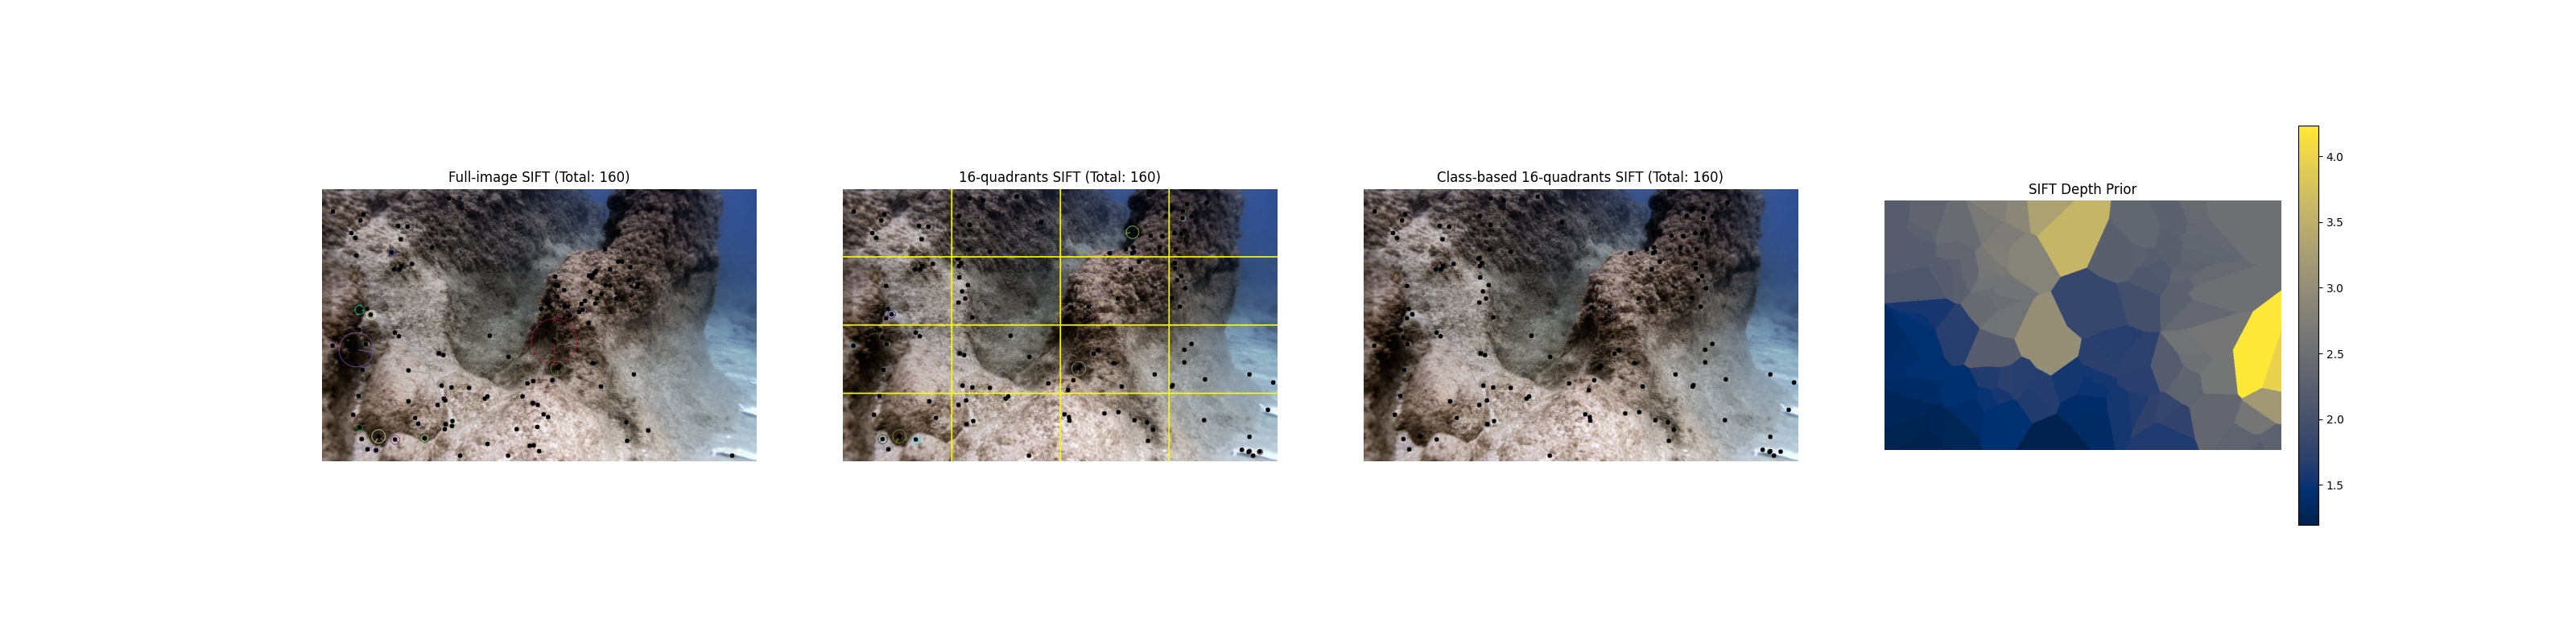 Full-image SIFT (Total: 160)
16-quadrants SIFT (Total: 160)
Class-based 16-quadrants SIFT (Total: 160)
SIFT Depth Prior
4.0
3.5
3.0
2.5
2.0
1.5